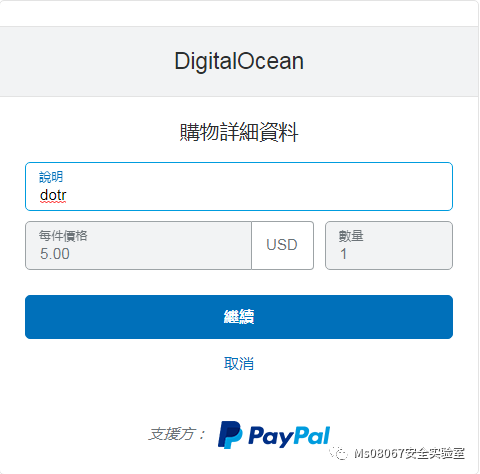 DigitalOcean
購物詳細資料
說明
dotr
每件價格
5.00
USD
數量
1
繼續
取消
支援方：
PayPal
Ms08067安全实验室